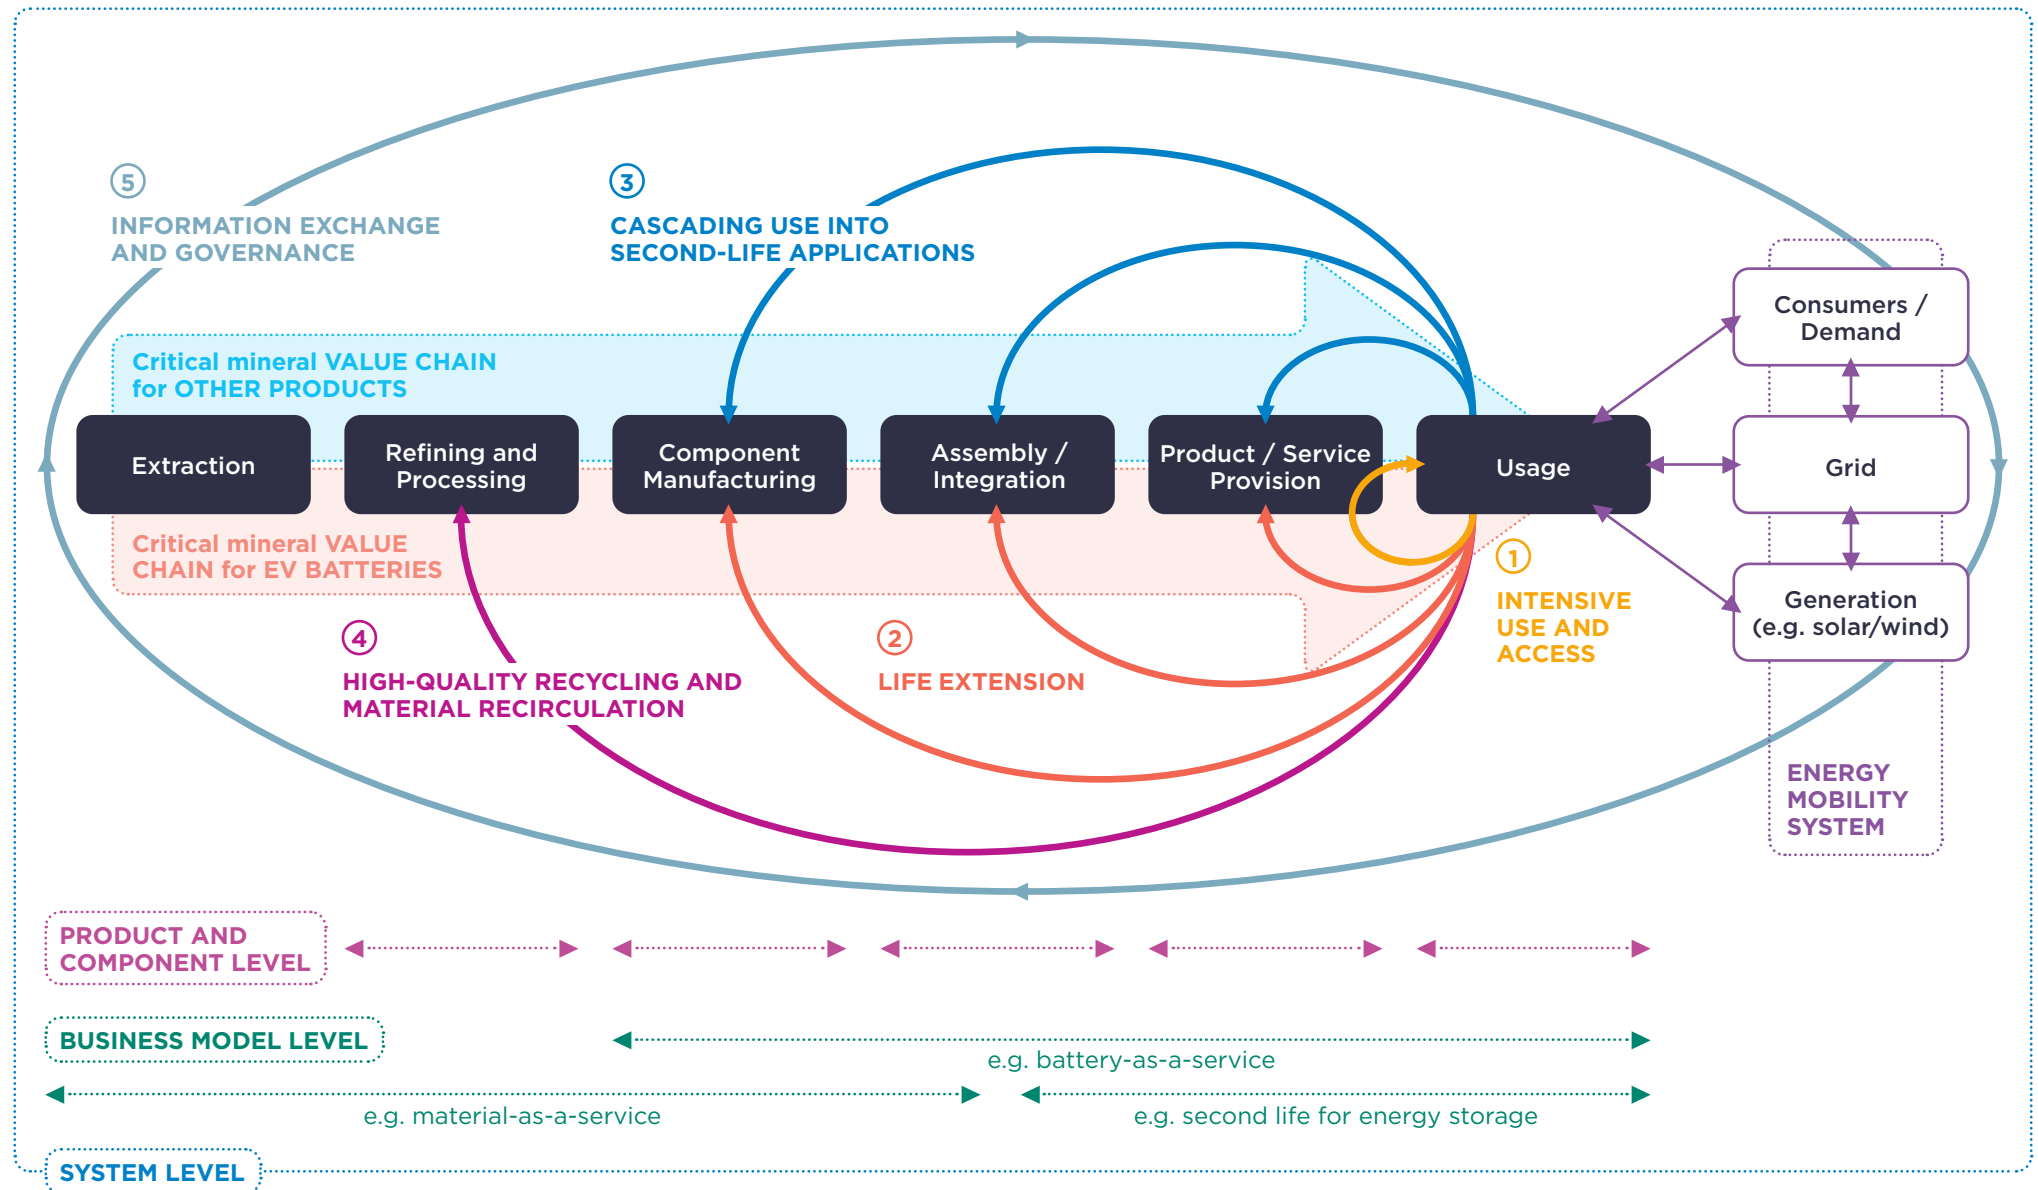 5
INFORMATION EXCHANGE
AND GOVERNANCE
3
CASCADING USE INTO
SECOND-LIFE APPLICATIONS
Critical mineral VALUE CHAIN
for OTHER PRODUCTS
Extraction
Refining and
Processing
Component
Manufacturing
Assembly /
Integration
Product / Service
Provision
Usage
Consumers /
Demand
Grid
Generation
(e.g. solar/wind)
Critical mineral VALUE
CHAIN for EV BATTERIES
4
HIGH-QUALITY RECYCLING AND
MATERIAL RECIRCULATION
2
LIFE EXTENSION
1
INTENSIVE
USE AND
ACCESS
ENERGY
MOBILITY
SYSTEM
PRODUCT AND
COMPONENT LEVEL
BUSINESS MODEL LEVEL
e.g. battery-as-a-service
e.g. material-as-a-service
e.g. second life for energy storage
SYSTEM LEVEL